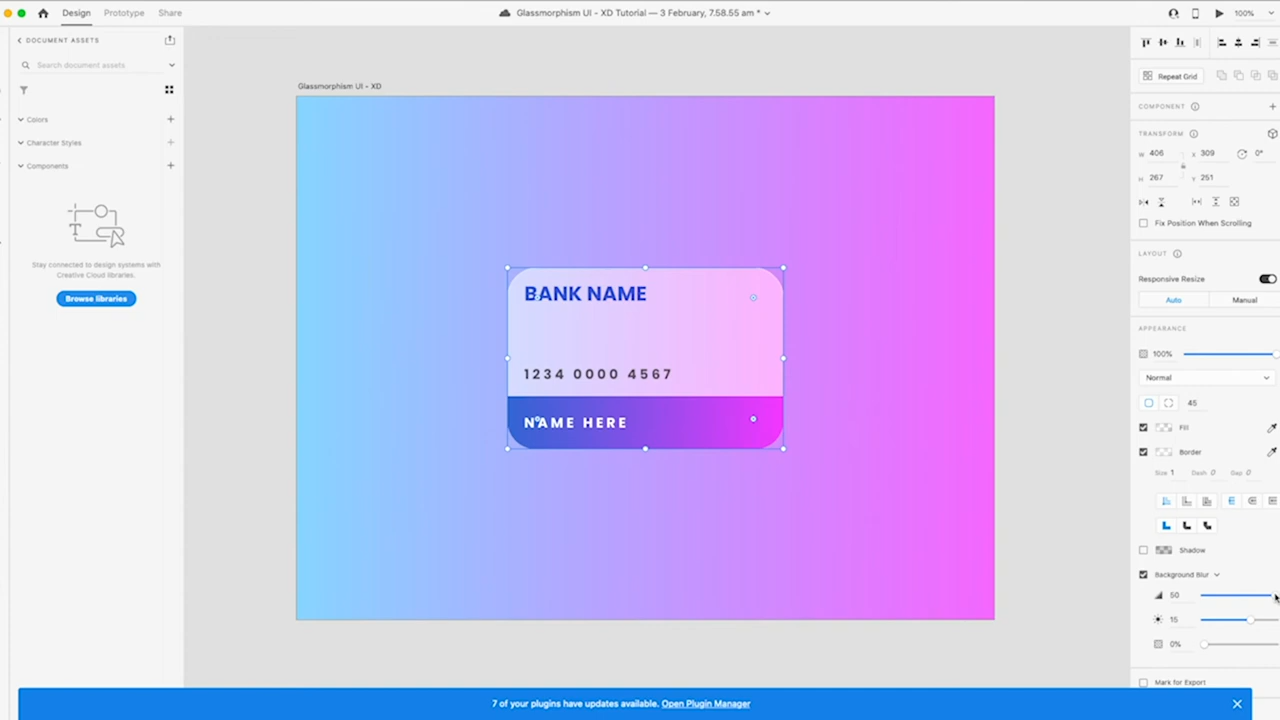 Design Prototype Share
Glassmorphism UI - XD Tutorial — 3 February, 7.58.55 am *
100%
DOCUMENT ASSETS
Search document assets
Colors
Character Styles
Components
Stay connected to design systems with
Creative Cloud libraries.
Browse libraries
Glassmorphism UI - XD
BANK NAME
1234 0000 4567
NAME HERE
Repeat Grid
COMPONENT
TRANSFORM
W 406 X 309 0°
H 267 Y 251
Fix Position When Scrolling
LAYOUT
Responsive Resize
Auto Manual
APPEARANCE
100%
Normal
45
Fill
Border
Size 1 Dash 0 Gap 0
Shadow
Background Blur
50
15
0%
Mark for Export
7 of your plugins have updates available. Open Plugin Manager